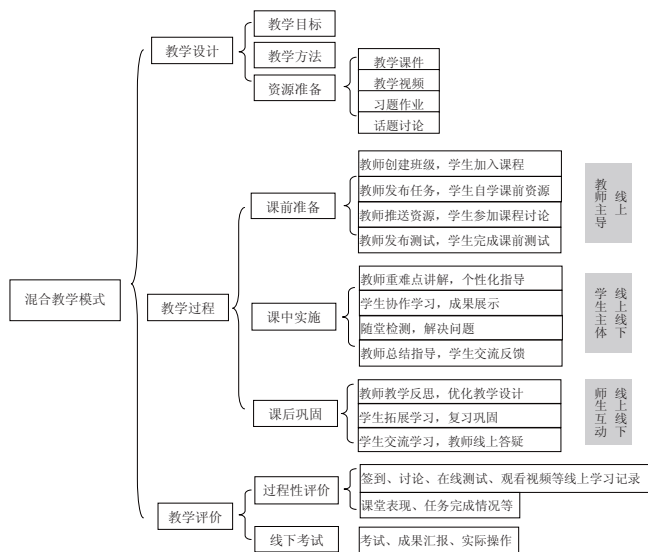 教学目标
教学设计
教学方法
资源准备
教学课件
教学视频
习题作业
话题讨论
混合教学模式
教学过程
课前准备
教师创建班级，学生加入课程
教师发布任务，学生自学课前资源
教师推送资源，学生参加课程讨论
教师发布测试，学生完成课前测试
线上
教师主导
课中实施
教师重难点讲解，个性化指导
学生协作学习，成果展示
随堂检测，解决问题
教师总结指导，学生交流反馈
线上线下
学生主体
课后巩固
教师教学反思，优化教学设计
学生拓展学习，复习巩固
学生交流学习，教师线上答疑
线上线下
师生互动
教学评价
过程性评价
签到、讨论、在线测试、观看视频等线上学习记录
课堂表现、任务完成情况等
线下考试
考试、成果汇报、实际操作